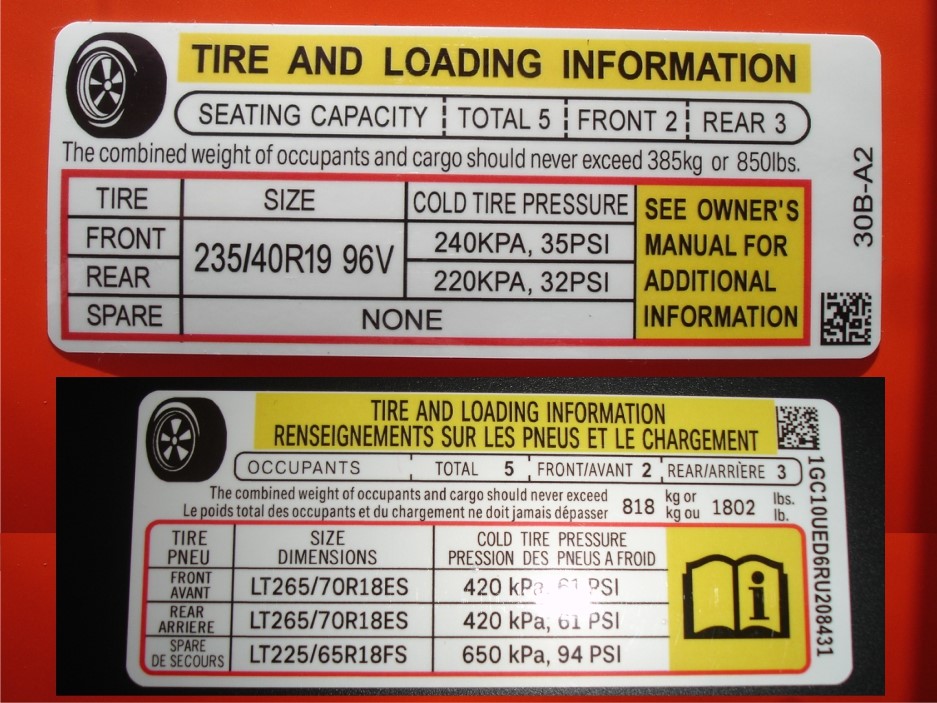 TIRE AND LOADING INFORMATION
SEATING CAPACITY TOTAL 5 FRONT 2 REAR 3
The combined weight of occupants and cargo should never exceed 385kg or 850lbs.
TIRE SIZE COLD TIRE PRESSURE SEE OWNER'S MANUAL FOR ADDITIONAL INFORMATION
FRONT 235/40R19 96V 240KPA, 35PSI
REAR 220KPA, 32PSI
SPARE NONE
30B-A2
TIRE AND LOADING INFORMATION
RENSEIGNEMENTS SUR LES PNEUS ET LE CHARGEMENT
OCCUPANTS TOTAL 5 FRONT/AVANT 2 REAR/ARRIÈRE 3
The combined weight of occupants and cargo should never exceed 818 kg or 1802 lbs.
Le poids total des occupants et du chargement ne doit jamais dépasser kg ou lb.
TIRE SIZE COLD TIRE PRESSURE
PNEU DIMENSIONS PRESSION DES PNEUS A FROID
FRONT
AVANT LT265/70R18ES 420 kPa, 61 PSI
REAR
ARRIERE LT265/70R18ES 420 kPa, 61 PSI
SPARE
DE SECOURS LT225/65R18FS 650 kPa, 94 PSI
1GC10UED6RU208431